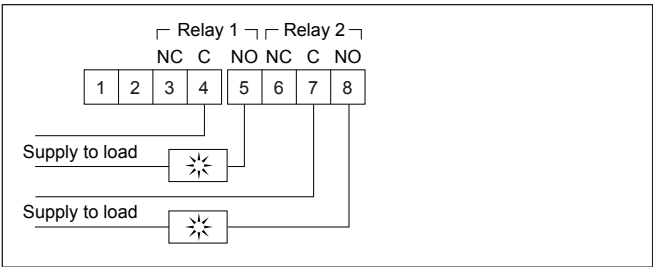 Relay 1 Relay 2
NC C NO NC C NO
1 2 3 4 5 6 7 8
Supply to load
Supply to load